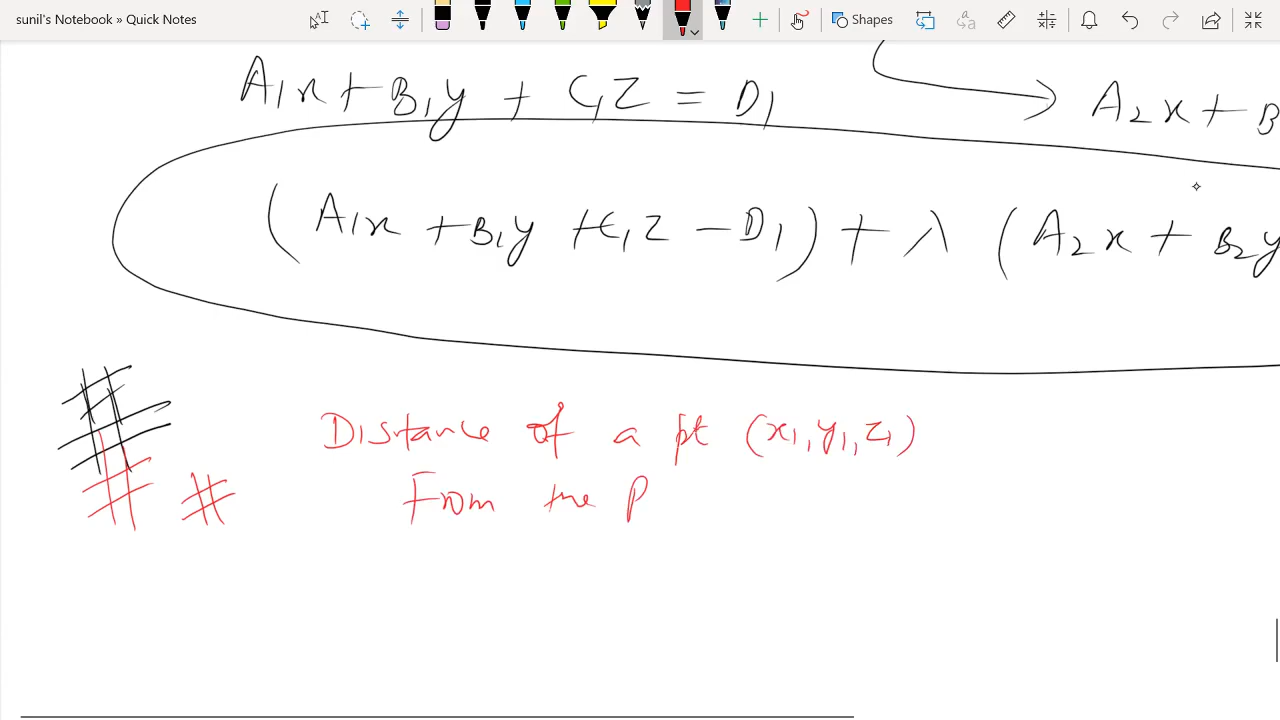 sunil's Notebook » Quick Notes
Shapes
A₁x + B₁y + C₁z = D₁
A₂x + B
(A₁x + B₁y + C₁z - D₁) + λ (A₂x + B₂y
# Distance of a pt (x₁, y₁, z₁)
# # From the P